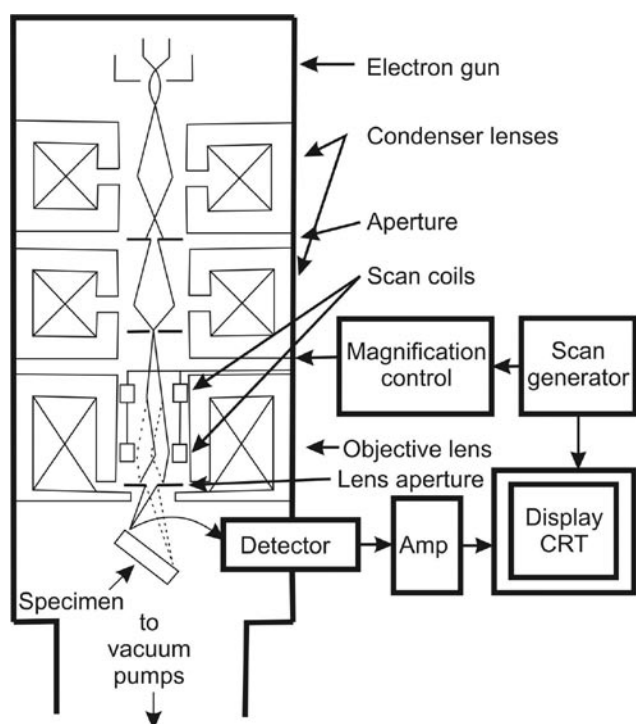 Electron gun
Condenser lenses
Aperture
Scan coils
Magnification
control
Scan
generator
Objective lens
Lens aperture
Detector
Amp
Display
CRT
Specimen
to
vacuum
pumps